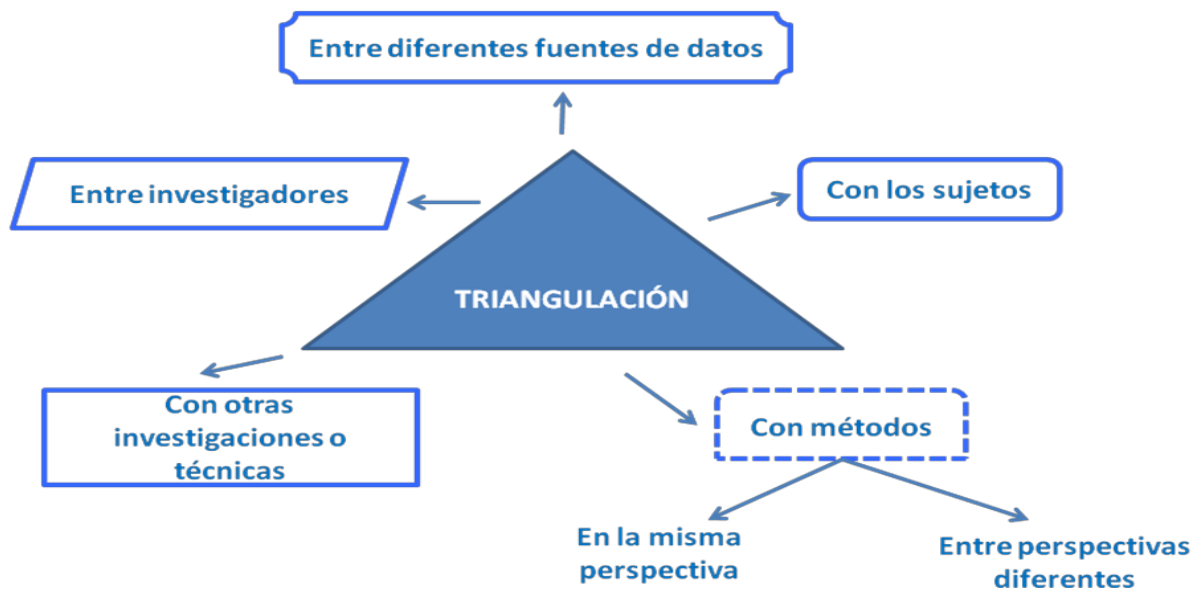 Entre diferentes fuentes de datos
Entre investigadores
Con los sujetos
TRIANGULACIÓN
Con otras
investigaciones o
técnicas
Con métodos
En la misma
perspectiva
Entre perspectivas
diferentes